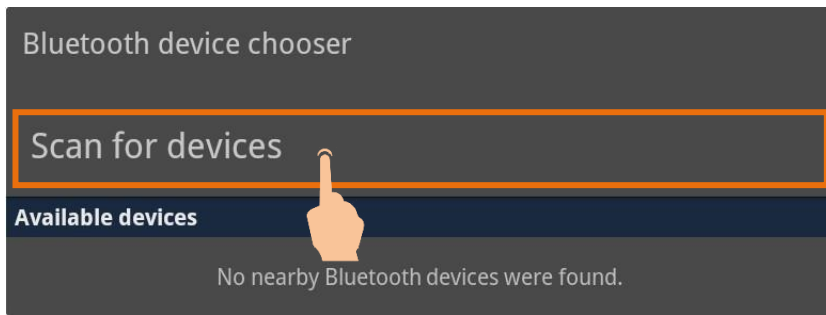 Bluetooth device chooser
Scan for devices
Available devices
No nearby Bluetooth devices were found.